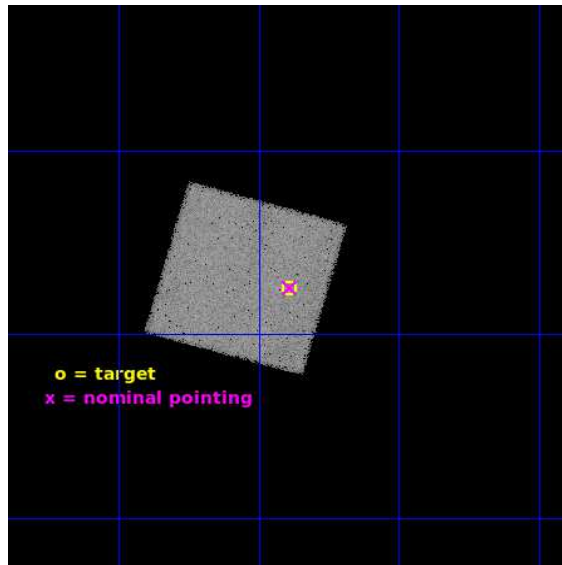 o = target
x = nominal pointing